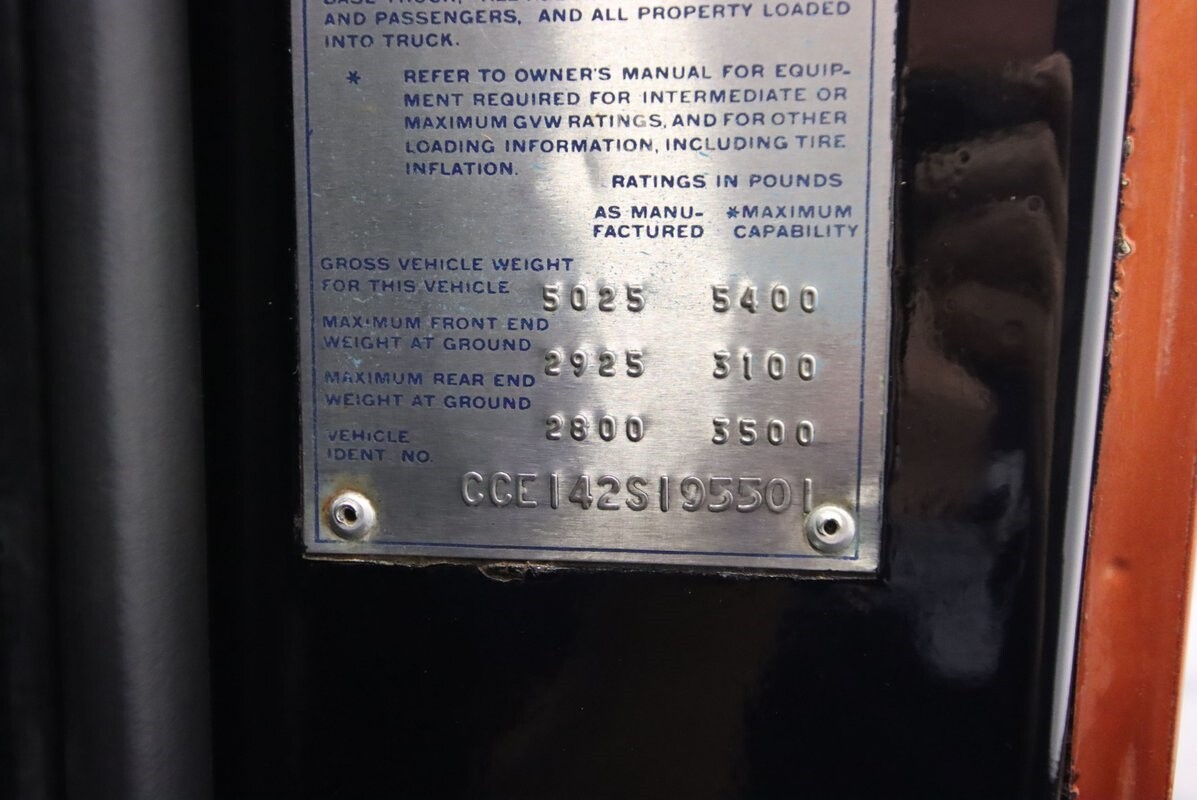 AND PASSENGERS, AND ALL PROPERTY LOADED
INTO TRUCK.
* REFER TO OWNER'S MANUAL FOR EQUIP-
MENT REQUIRED FOR INTERMEDIATE OR
MAXIMUM GVW RATINGS, AND FOR OTHER
LOADING INFORMATION, INCLUDING TIRE
INFLATION.
RATINGS IN POUNDS
AS MANU- *MAXIMUM
FACTURED CAPABILITY
GROSS VEHICLE WEIGHT
FOR THIS VEHICLE 5025 5400
MAXIMUM FRONT END
WEIGHT AT GROUND 2925 3100
MAXIMUM REAR END
WEIGHT AT GROUND 2800 3500
VEHICLE
IDENT. NO.
CCE142S195501